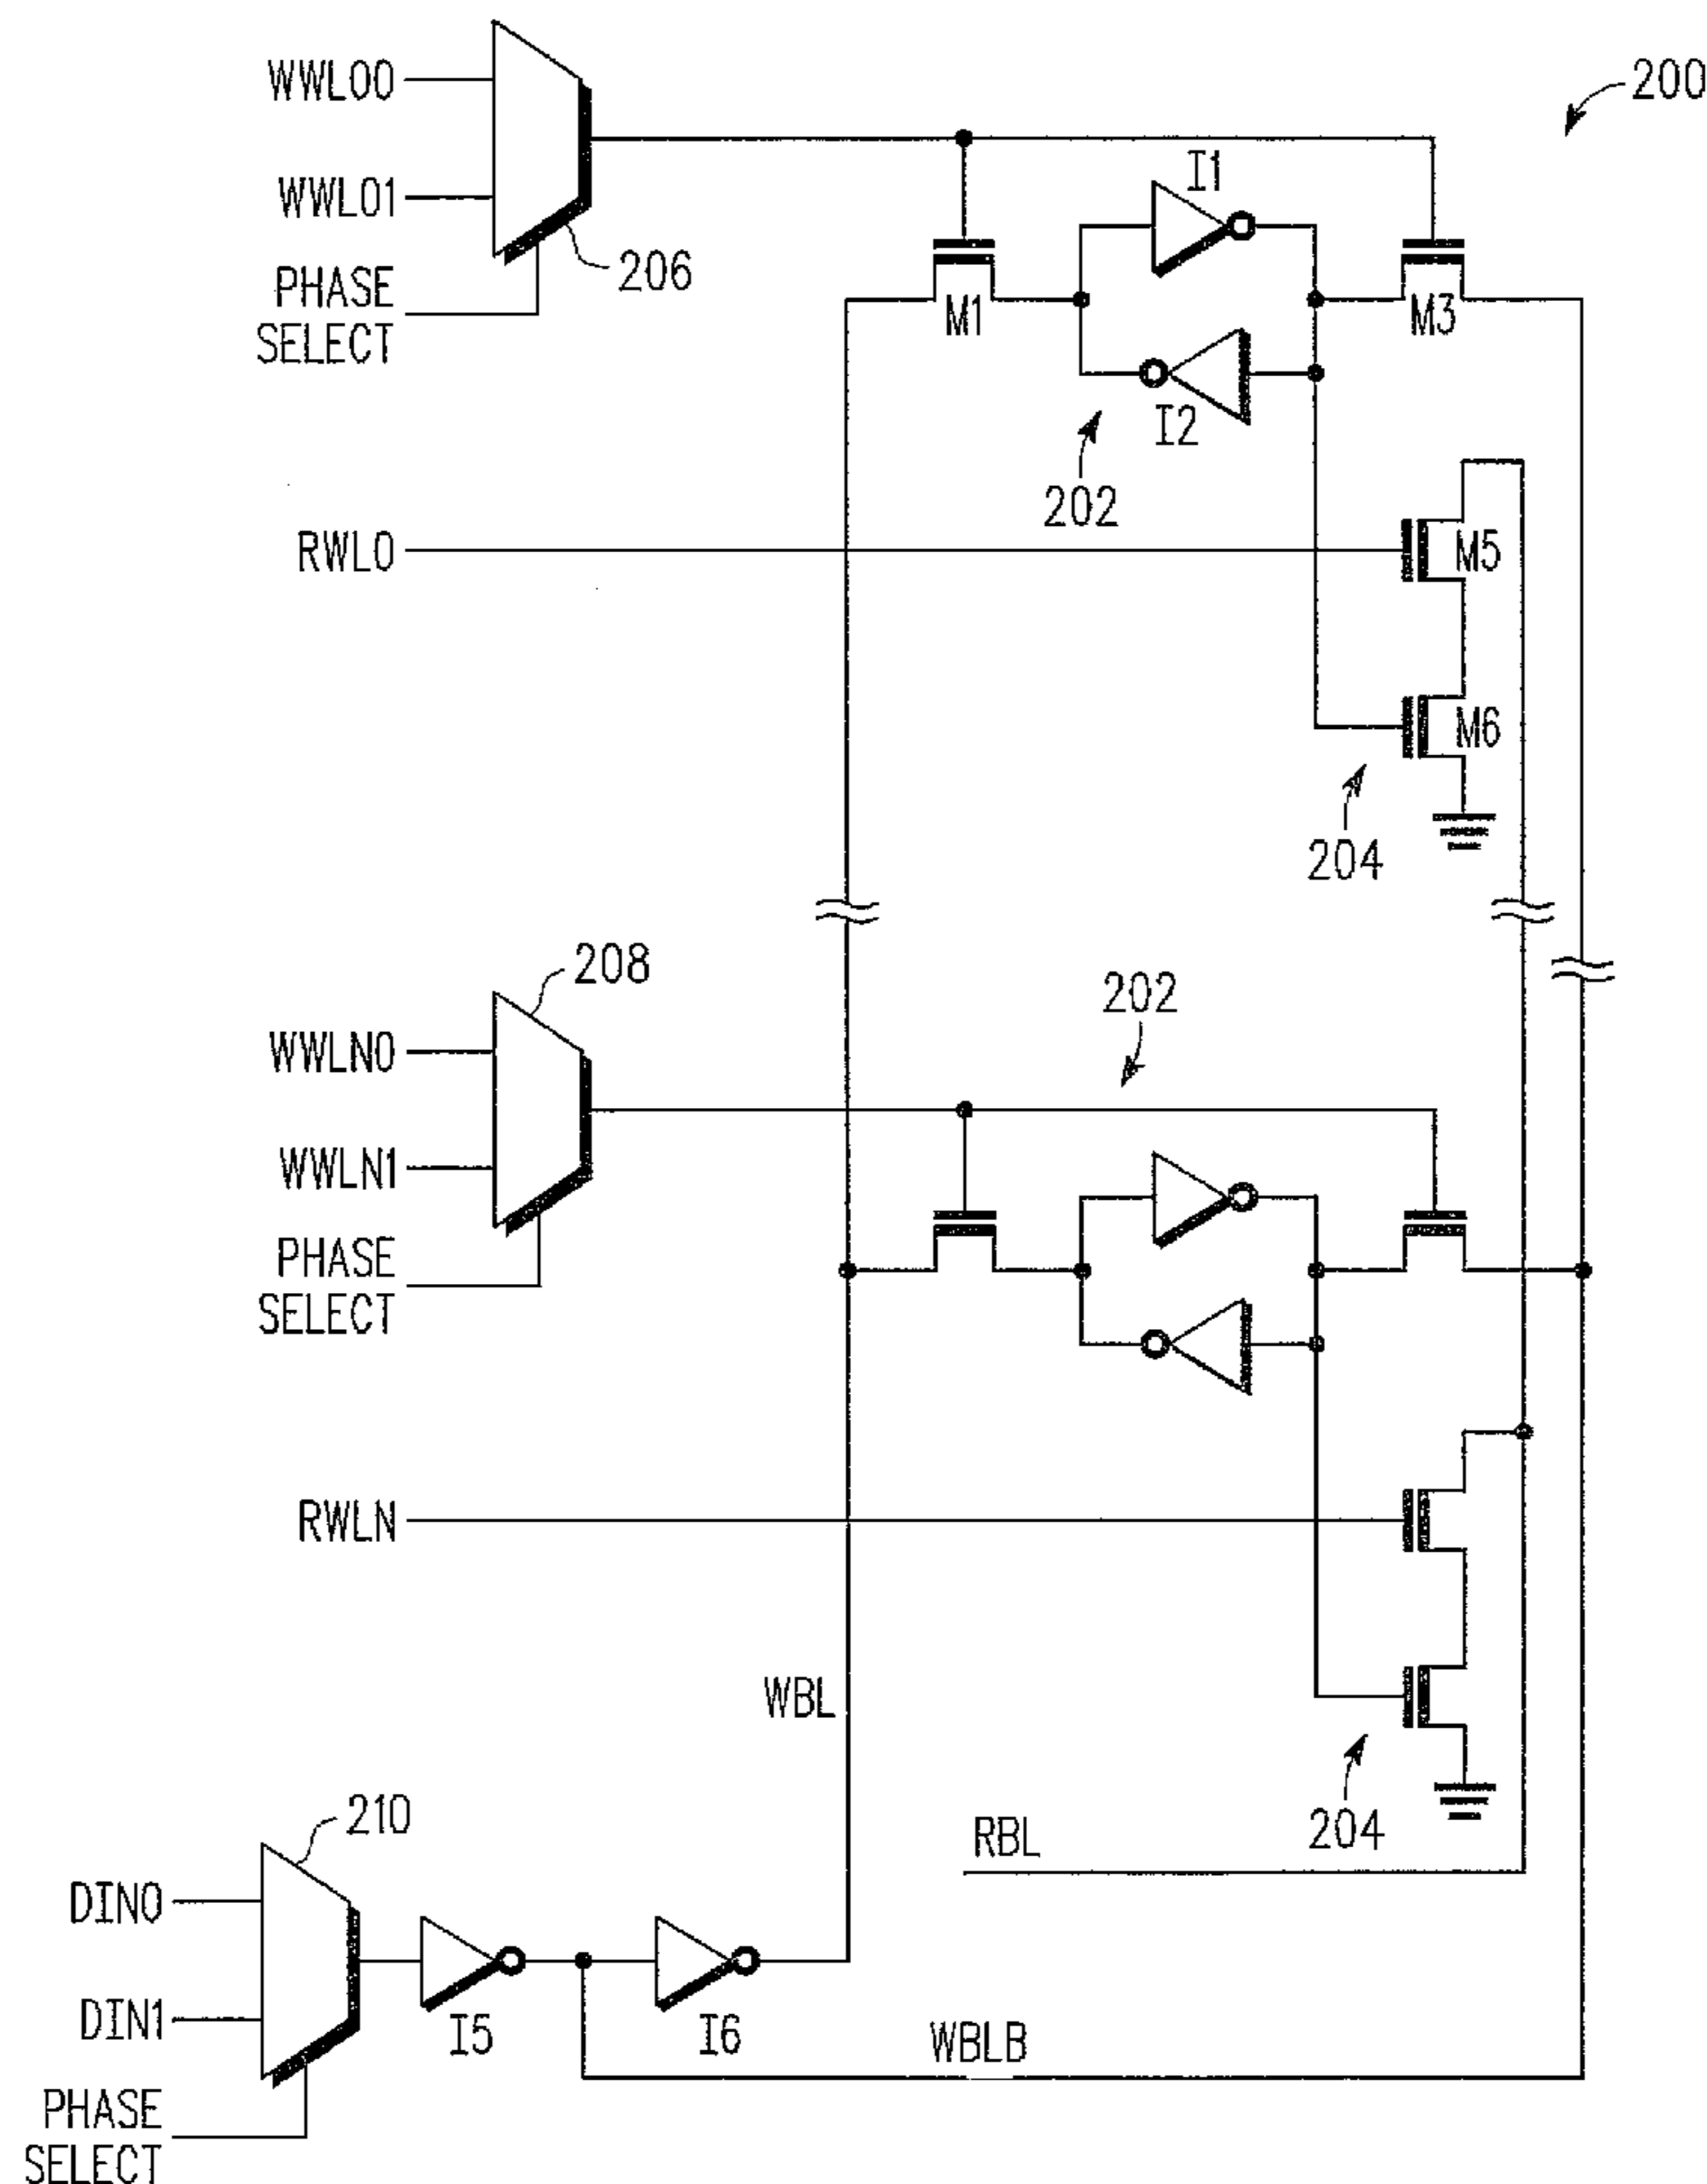 200
WWL00
WWL01
PHASE
SELECT
206
I1
M1
M3
I2
202
RWL0
M5
M6
204
208
202
WWLN0
WWLN1
PHASE
SELECT
RWLN
WBL
204
210
RBL
DIN0
DIN1
I5
I6
WBLB
PHASE
SELECT